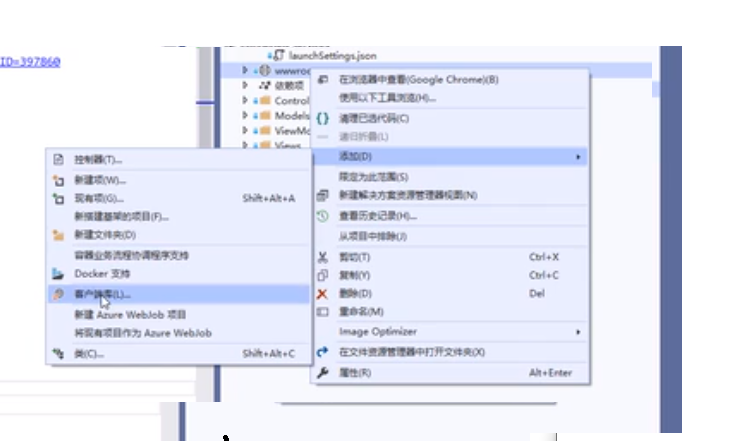 ID=397860
launchSettings.json
wwwroo
依赖项
Control
Models
ViewMo
Views
在浏览器中查看(Google Chrome)(B)
使用以下工具浏览(H)...
清理已选代码(C)
递归折叠(L)
添加(D)
限定为此范围(S)
新建解决方案资源管理器视图(N)
查看历史记录(H)...
从项目中排除(J)
剪切(T) Ctrl+X
复制(Y) Ctrl+C
删除(D) Del
重命名(M)
Image Optimizer
在文件资源管理器中打开文件夹(X)
属性(R) Alt+Enter
控制器(T)...
新建项(W)...
现有项(G)... Shift+Alt+A
新搭建基架的项目(F)...
新建文件夹(D)
容器业务流程协调程序支持
Docker 支持
客户端库(L)...
新建 Azure WebJob 项目
将现有项目作为 Azure WebJob
类(C)... Shift+Alt+C